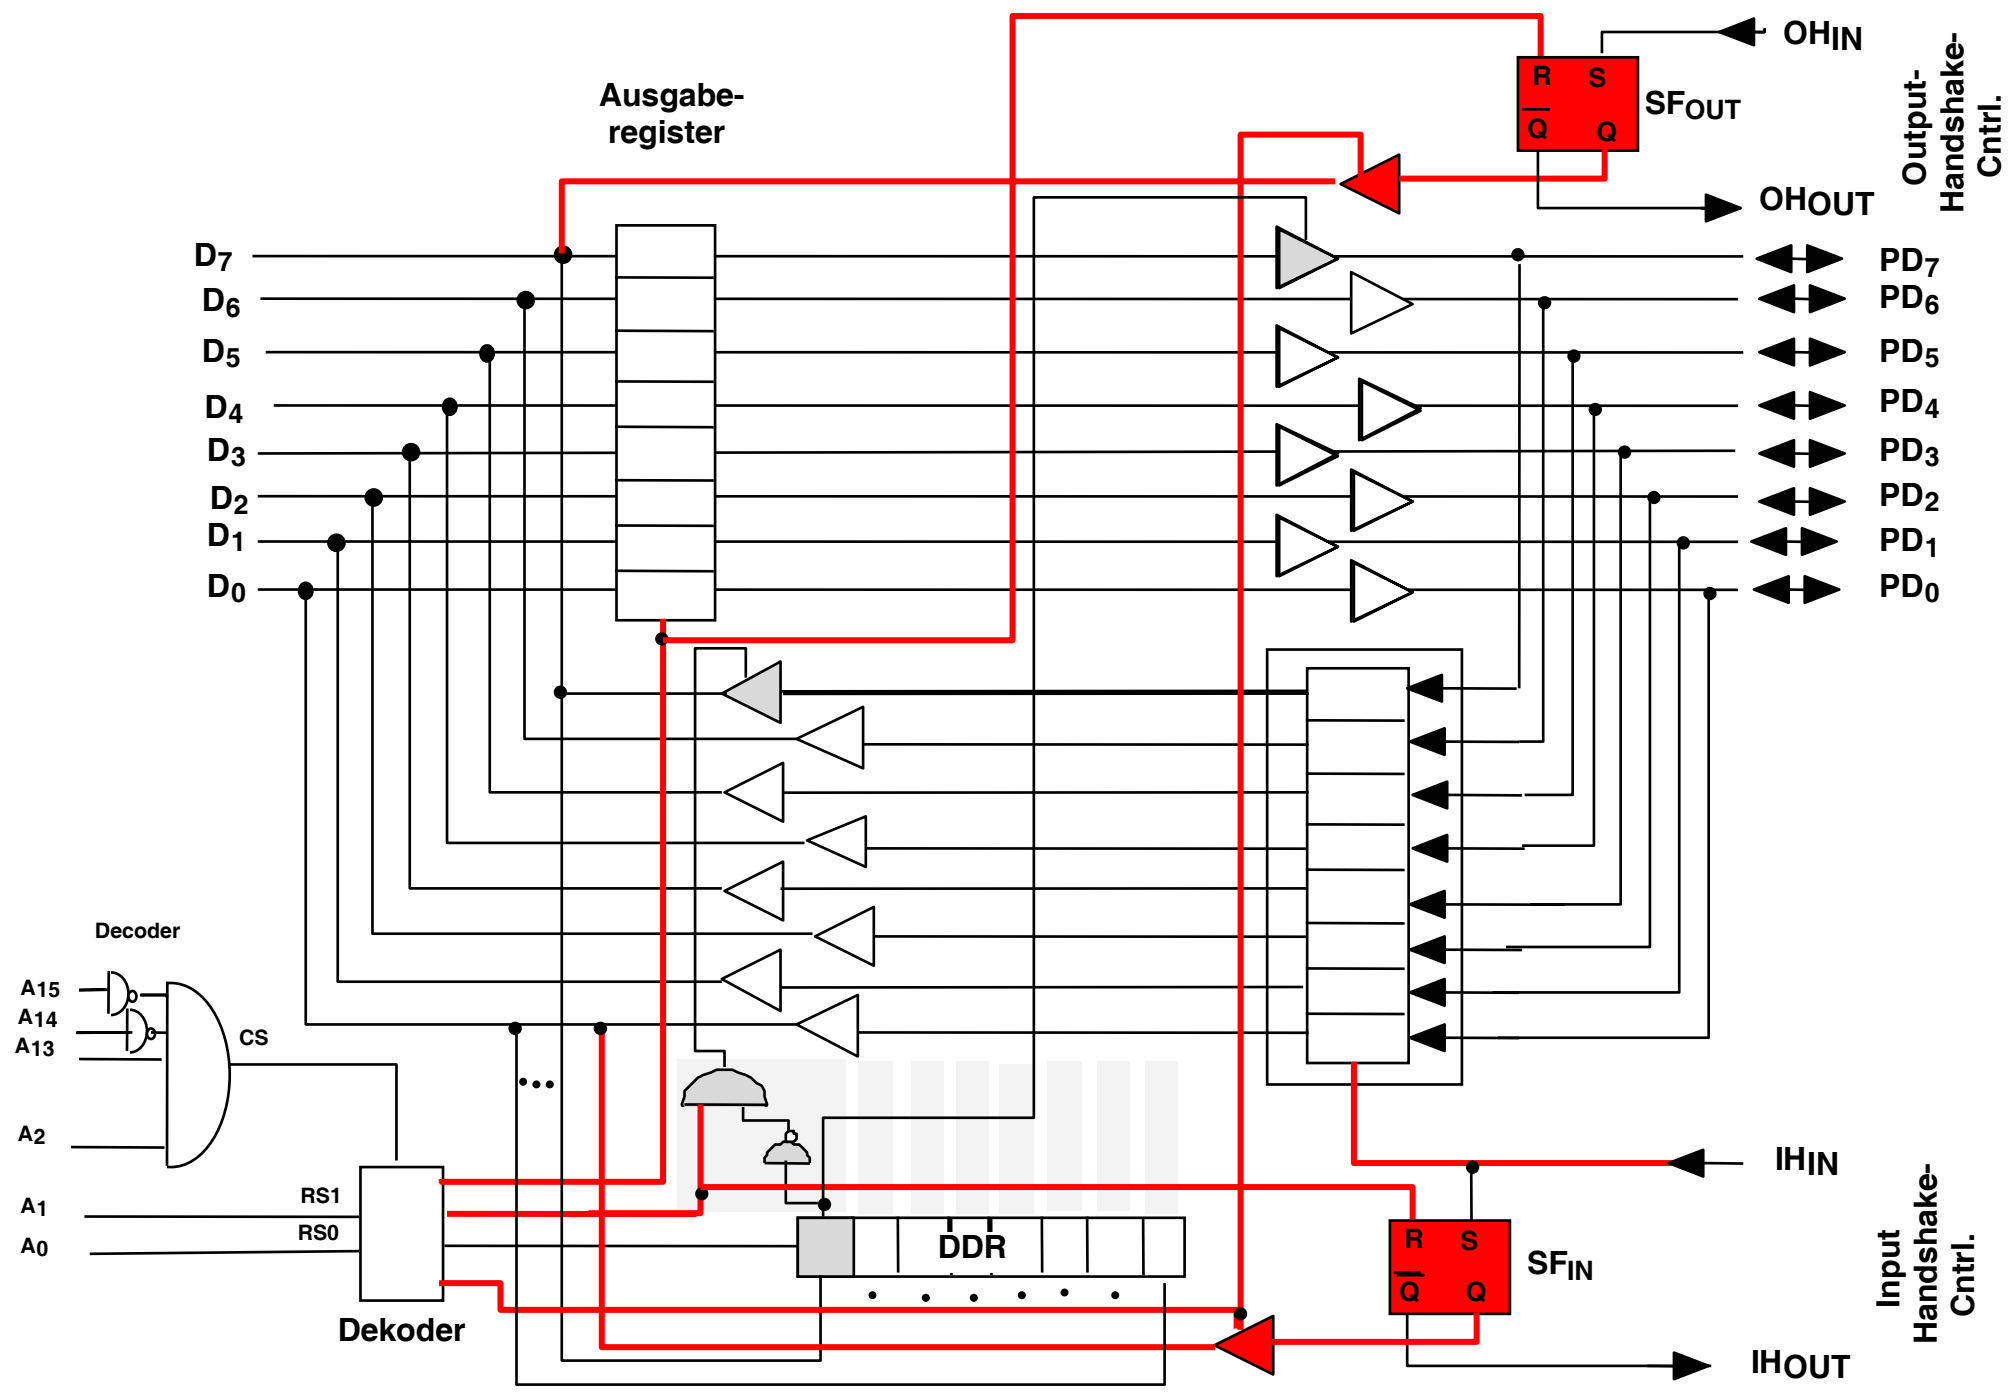 OHIN
R S
SFOUT
Q Q
Output-
Handshake-
Cntrl.
Ausgabe-
register
OHOUT
D7
PD7
D6
PD6
D5
PD5
D4
PD4
D3
PD3
D2
PD2
D1
PD1
D0
PD0
Decoder
A15
A14
A13
CS
A2
A1
RS1
A0
RS0
Dekoder
DDR
IHIN
R S
SFIN
Q Q
Input
Handshake-
Cntrl.
IHOUT